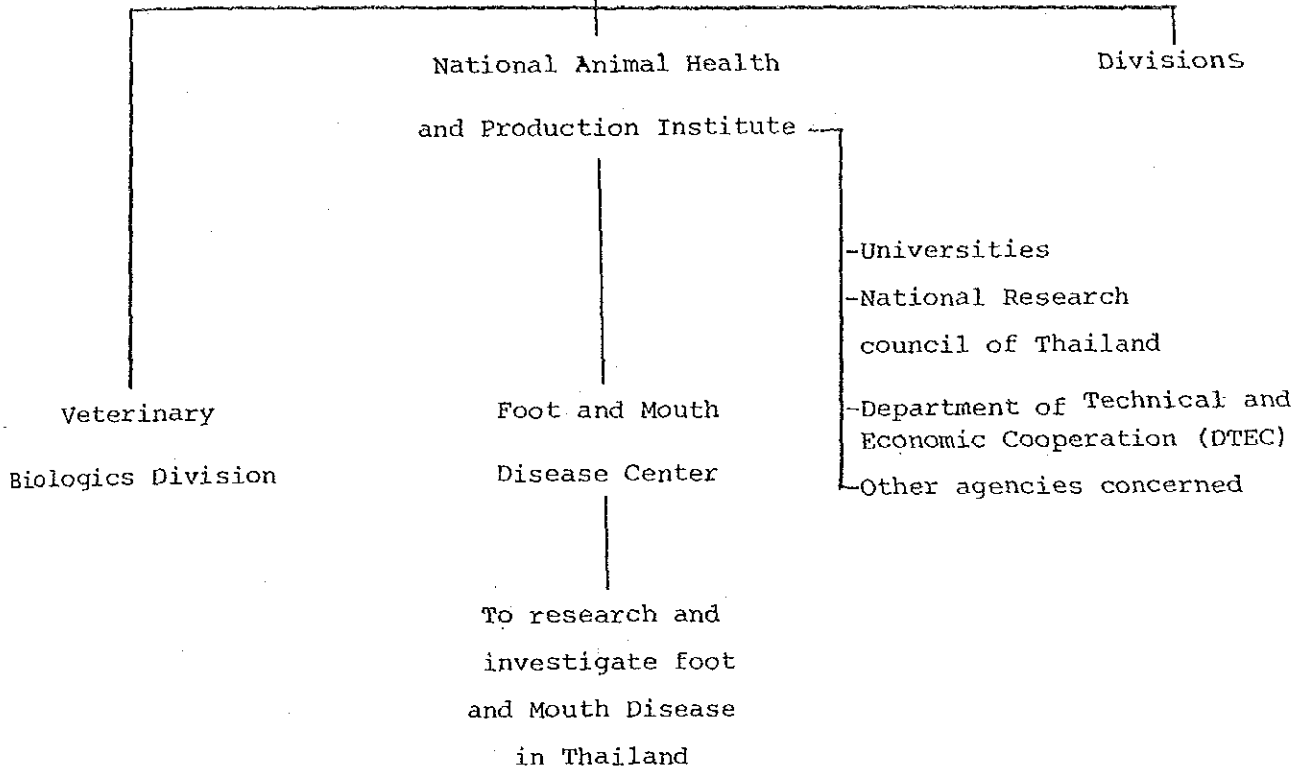 National Animal Health
and Production Institute
Divisions
-Universities
-National Research
council of Thailand
-Department of Technical and
Economic Cooperation (DTEC)
-Other agencies concerned
Veterinary
Biologics Division
Foot and Mouth
Disease Center
To research and
investigate foot
and Mouth Disease
in Thailand